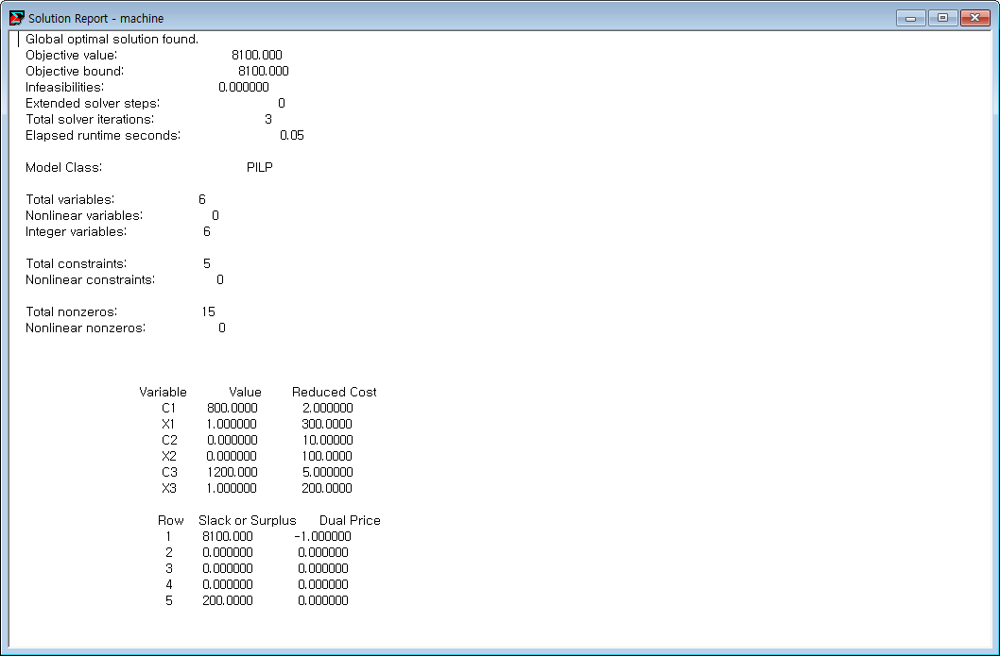 Solution Report - machine
Global optimal solution found.
Objective value: 8100.000
Objective bound: 8100.000
Infeasibilities: 0.000000
Extended solver steps: 0
Total solver iterations: 3
Elapsed runtime seconds: 0.05
Model Class: PILP
Total variables: 6
Nonlinear variables: 0
Integer variables: 6
Total constraints: 5
Nonlinear constraints: 0
Total nonzeros: 15
Nonlinear nonzeros: 0
Variable Value Reduced Cost
C1 800.0000 2.000000
X1 1.000000 300.0000
C2 0.000000 10.00000
X2 0.000000 100.0000
C3 1200.000 5.000000
X3 1.000000 200.0000
Row Slack or Surplus Dual Price
1 8100.000 -1.000000
2 0.000000 0.000000
3 0.000000 0.000000
4 0.000000 0.000000
5 200.0000 0.000000